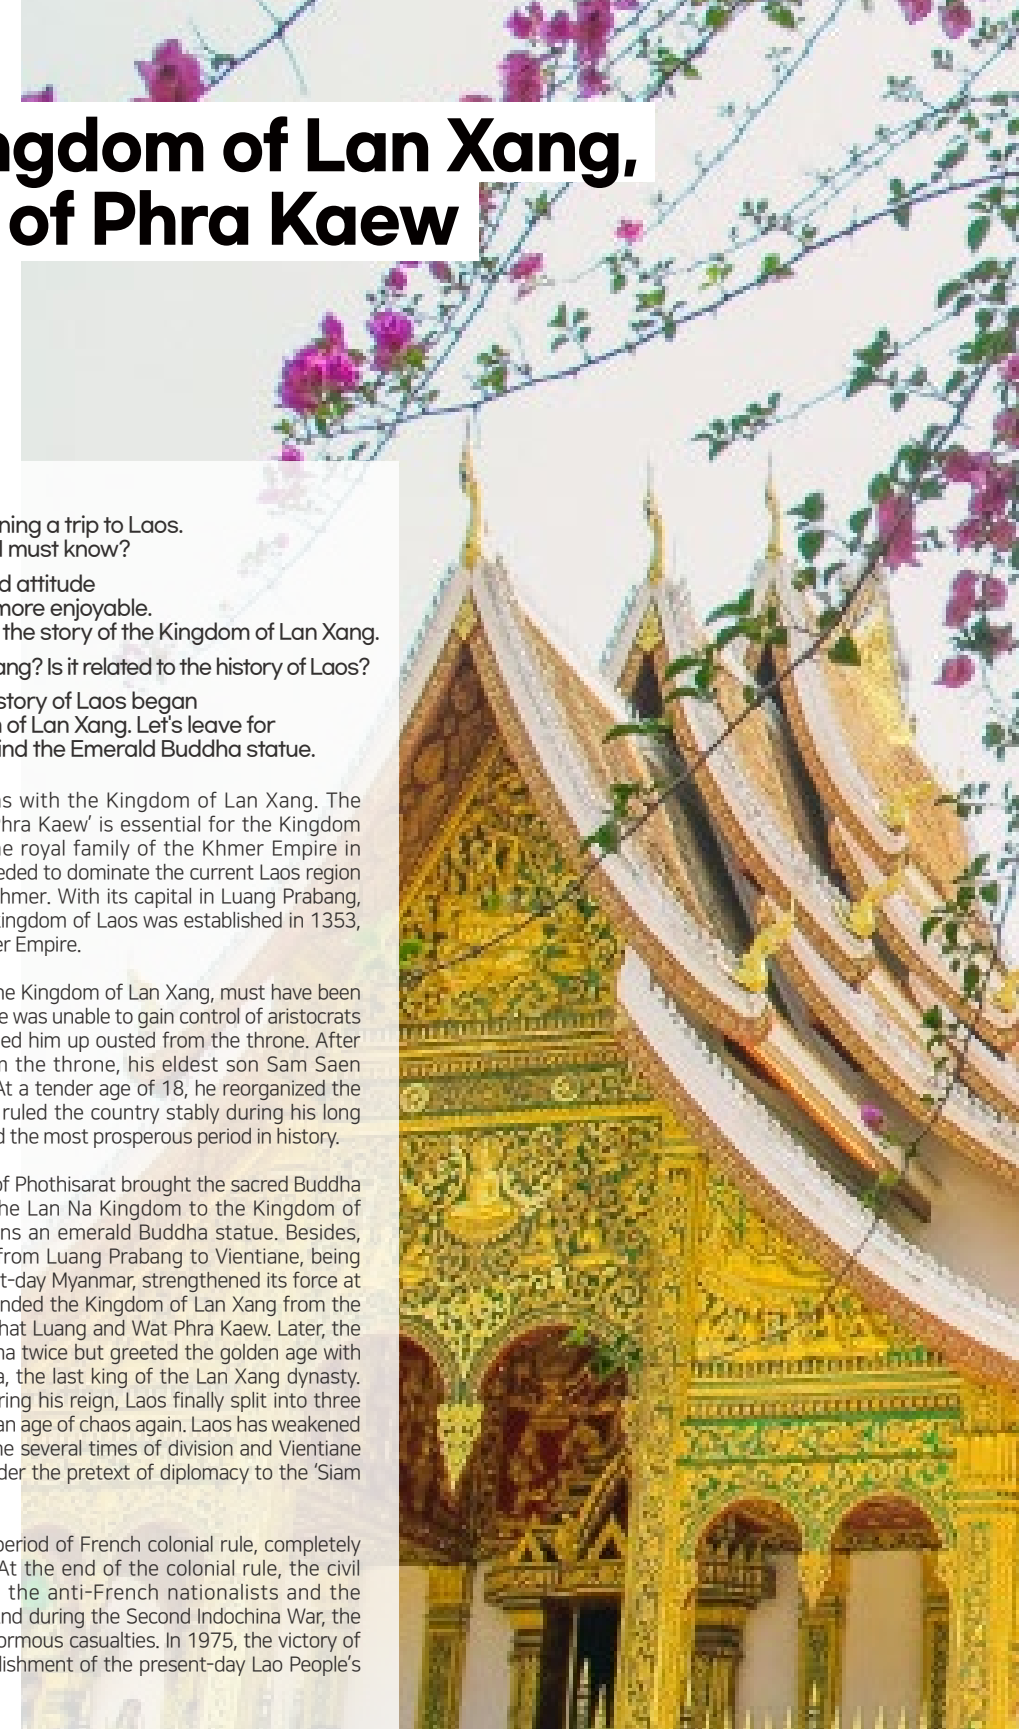 ngdom of Lan Xang,
of Phra Kaew
ning a trip to Laos.
I must know?
d attitude
more enjoyable.
the story of the Kingdom of Lan Xang.
ang? Is it related to the history of Laos?
story of Laos began
of Lan Xang. Let's leave for
ind the Emerald Buddha statue.
s with the Kingdom of Lan Xang. The
Phra Kaew’ is essential for the Kingdom
e royal family of the Khmer Empire in
eded to dominate the current Laos region
hmer. With its capital in Luang Prabang,
ingdom of Laos was established in 1353,
er Empire.
he Kingdom of Lan Xang, must have been
e was unable to gain control of aristocrats
ed him up ousted from the throne. After
m the throne, his eldest son Sam Saen
At a tender age of 18, he reorganized the
ruled the country stably during his long
d the most prosperous period in history.
of Phothisarat brought the sacred Buddha
he Lan Na Kingdom to the Kingdom of
ns an emerald Buddha statue. Besides,
from Luang Prabang to Vientiane, being
t-day Myanmar, strengthened its force at
nded the Kingdom of Lan Xang from the
hat Luang and Wat Phra Kaew. Later, the
ma twice but greeted the golden age with
a, the last king of the Lan Xang dynasty.
ring his reign, Laos finally split into three
an age of chaos again. Laos has weakened
he several times of division and Vientiane
der the pretext of diplomacy to the ‘Siam
period of French colonial rule, completely
At the end of the colonial rule, the civil
the anti-French nationalists and the
nd during the Second Indochina War, the
ormous casualties. In 1975, the victory of
lishment of the present-day Lao People’s